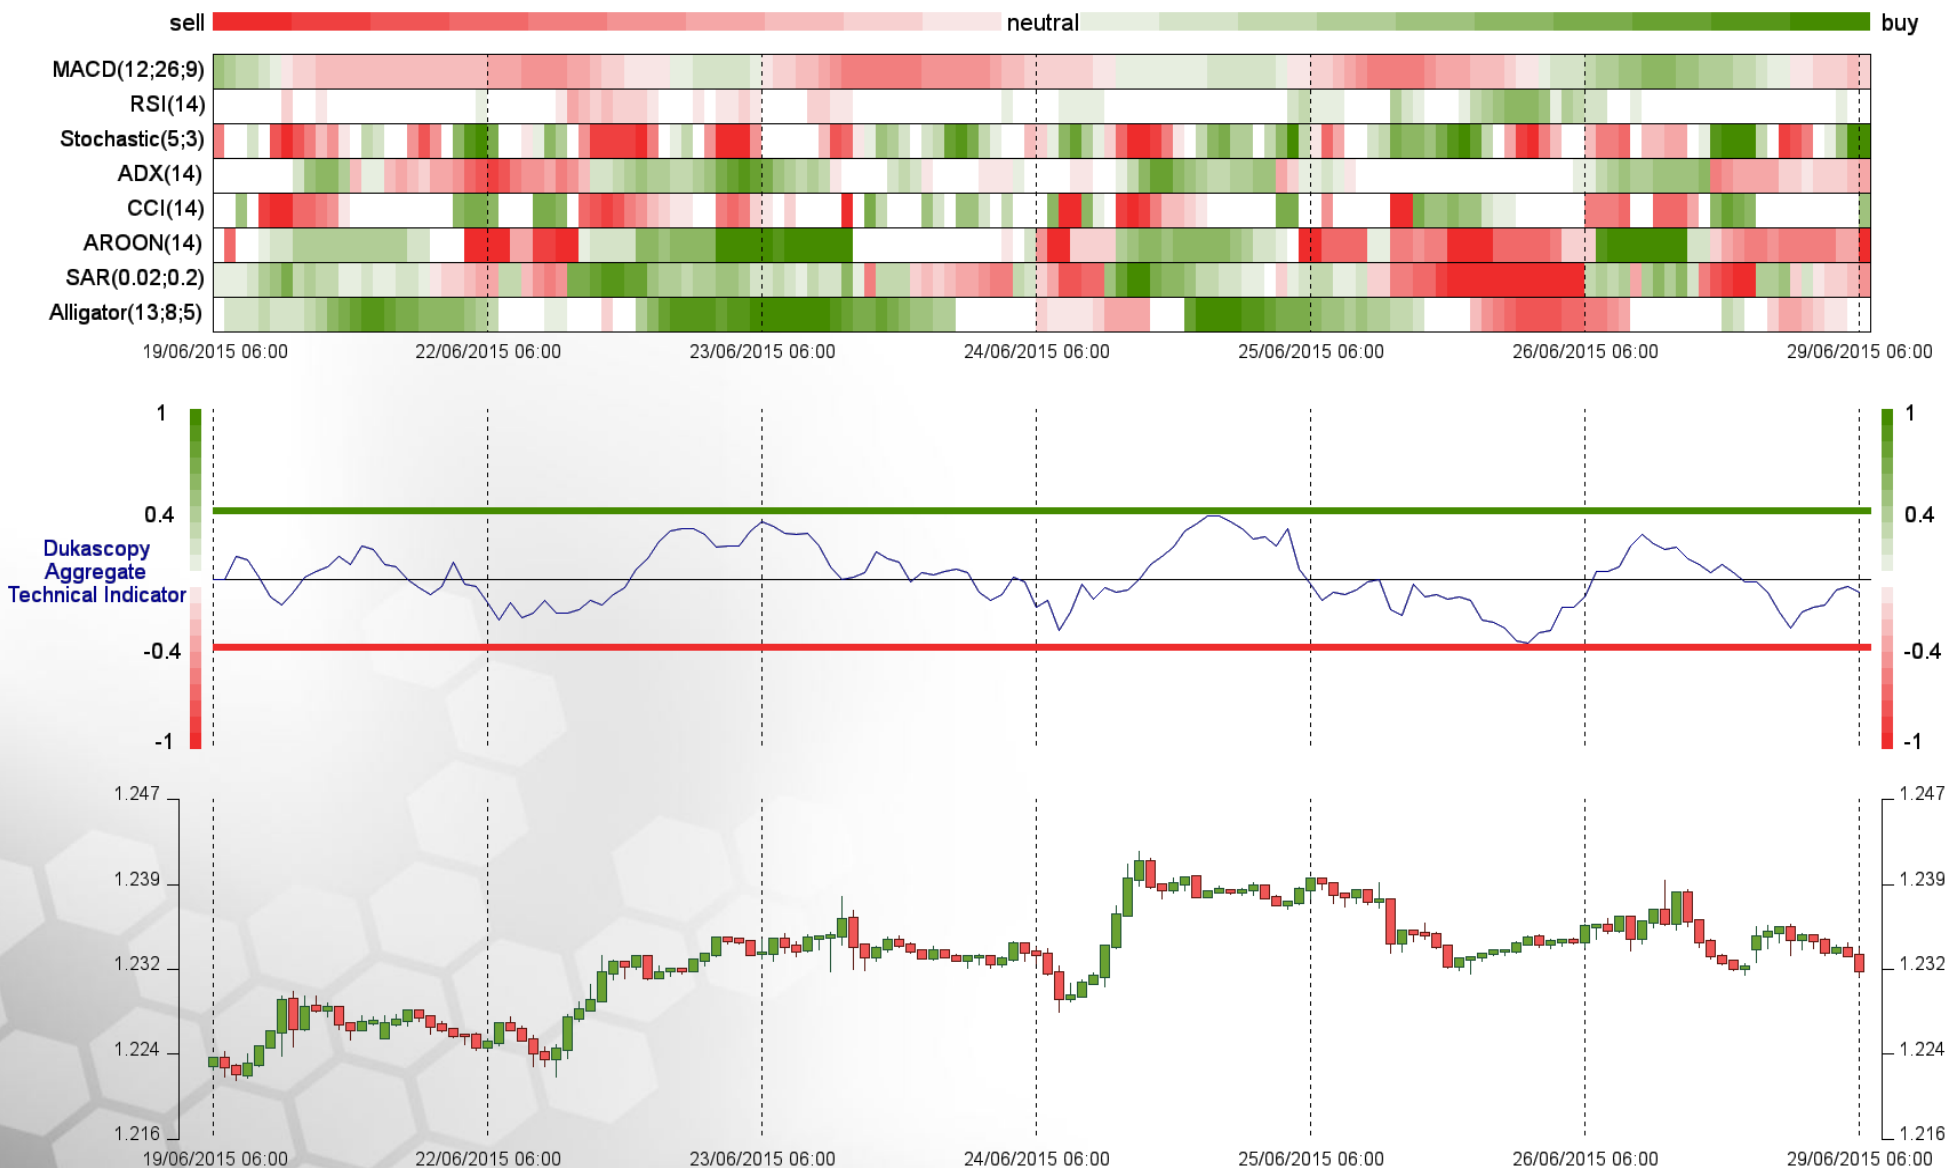 sell neutral buy
MACD(12;26;9)
RSI(14)
Stochastic(5;3)
ADX(14)
CCI(14)
AROON(14)
SAR(0.02;0.2)
Alligator(13;8;5)
19/06/2015 06:00 22/06/2015 06:00 23/06/2015 06:00 24/06/2015 06:00 25/06/2015 06:00 26/06/2015 06:00 29/06/2015 06:00
1 1
0.4 0.4
Dukascopy
Aggregate
Technical Indicator
-0.4 -0.4
-1 -1
1.247 1.247
1.239 1.239
1.232 1.232
1.224 1.224
1.216 1.216
19/06/2015 06:00 22/06/2015 06:00 23/06/2015 06:00 24/06/2015 06:00 25/06/2015 06:00 26/06/2015 06:00 29/06/2015 06:00